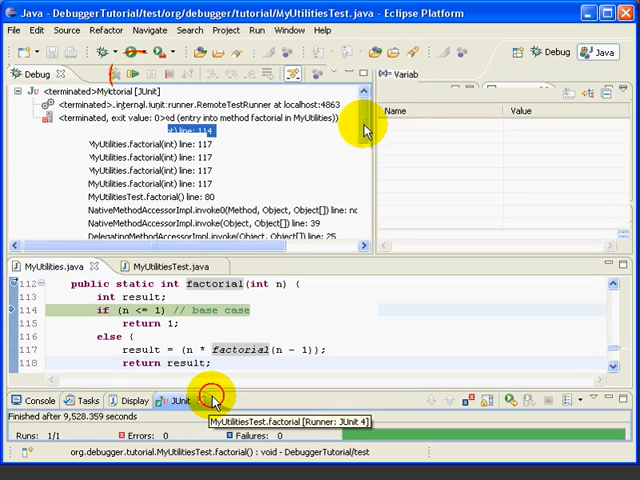 Java - DebuggerTutorial/test/org/debugger/tutorial/MyUtilitiesTest.java - Eclipse Platform
File Edit Source Refactor Navigate Search Project Run Window Help
Debug Java
Debug
Variab
<terminated>Myktorial [JUnit]
<terminated>.internal.junit.runner.RemoteTestRunner at localhost:4863
<terminated, exit value: 0>ed (entry into method factorial in MyUtilities))
nt) line: 114
MyUtilities.factorial(int) line: 117
MyUtilities.factorial(int) line: 117
MyUtilities.factorial(int) line: 117
MyUtilities.factorial(int) line: 117
MyUtilitiesTest.factorial() line: 80
NativeMethodAccessorImpl.invoke0(Method, Object, Object[]) line: nc
NativeMethodAccessorImpl.invoke(Object, Object[]) line: 39
DelegatingMethodAccessorImpl.invoke(Object, Object[]) line: 25
Name Value
MyUtilities.java MyUtilitiesTest.java
112 public static int factorial(int n) {
113 int result;
114 if (n <= 1) // base case
115 return 1;
116 else {
117 result = (n * factorial(n - 1));
118 return result;
Console Tasks Display JUnit
Finished after 9,528.359 seconds
MyUtilitiesTest.factorial [Runner: JUnit 4]
Runs: 1/1 Errors: 0 Failures: 0
org.debugger.tutorial.MyUtilitiesTest.factorial() : void - DebuggerTutorial/test